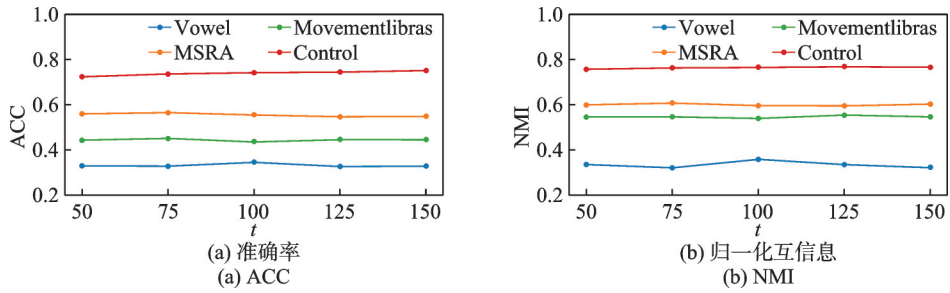 Vowel
Movementlibras
MSRA
Control
1.0
0.8
0.6
0.4
0.2
ACC
50
75
100
125
150
t
(a) 准确率
(a) ACC
Vowel
Movementlibras
MSRA
Control
1.0
0.8
0.6
0.4
0.2
NMI
50
75
100
125
150
t
(b) 归一化互信息
(b) NMI